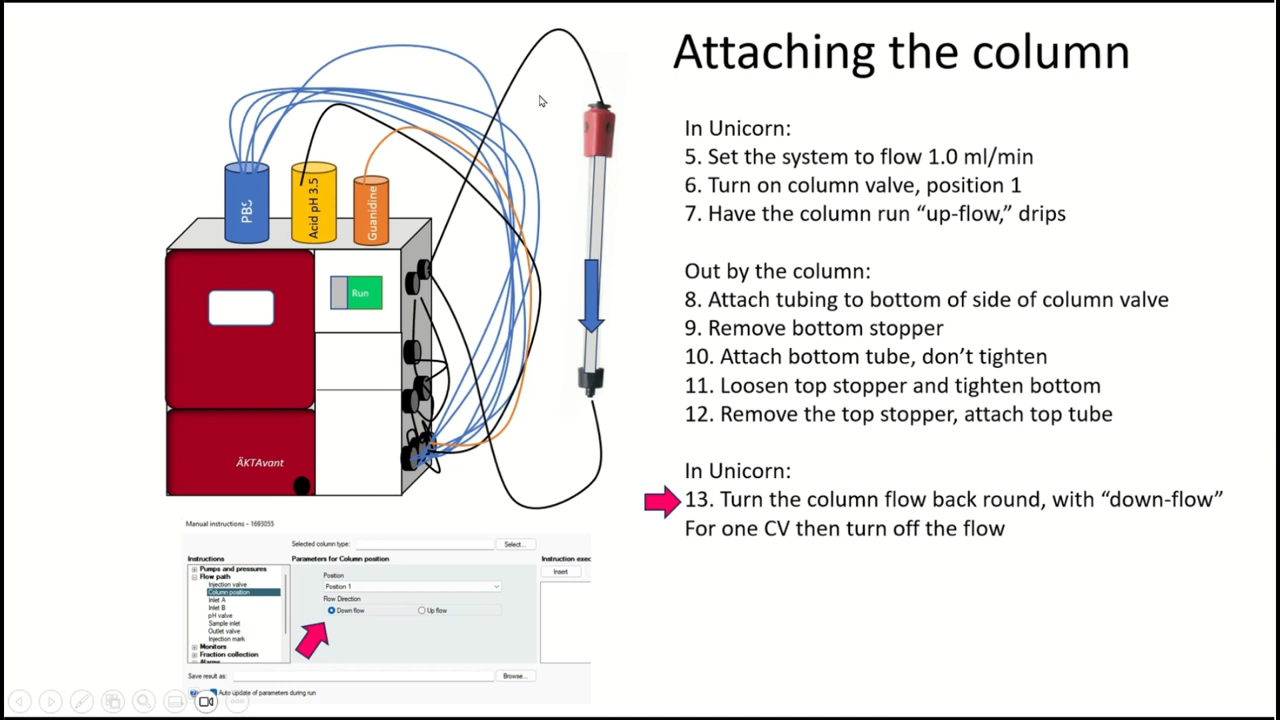 Attaching the column
In Unicorn:
5. Set the system to flow 1.0 ml/min
6. Turn on column valve, position 1
7. Have the column run “up-flow,” drips
Out by the column:
8. Attach tubing to bottom of side of column valve
9. Remove bottom stopper
10. Attach bottom tube, don’t tighten
11. Loosen top stopper and tighten bottom
12. Remove the top stopper, attach top tube
In Unicorn:
13. Turn the column flow back round, with “down-flow”
For one CV then turn off the flow
PBS
Acid pH 3.5
Guanidine
Run
ÄKTAvant
Manual instructions - 1693055
Selected column type:
Select...
Instructions
Parameters for Column position
Instruction exec
Pumps and pressures
Flow path
Injection valve
Column position
Inlet A
Inlet B
pH valve
Sample inlet
Outlet valve
Injection mark
Monitors
Fraction collection
Alarms
Position
Position 1
Flow Direction
Down flow
Up flow
Insert
Save result as:
Browse...
Auto update of parameters during run